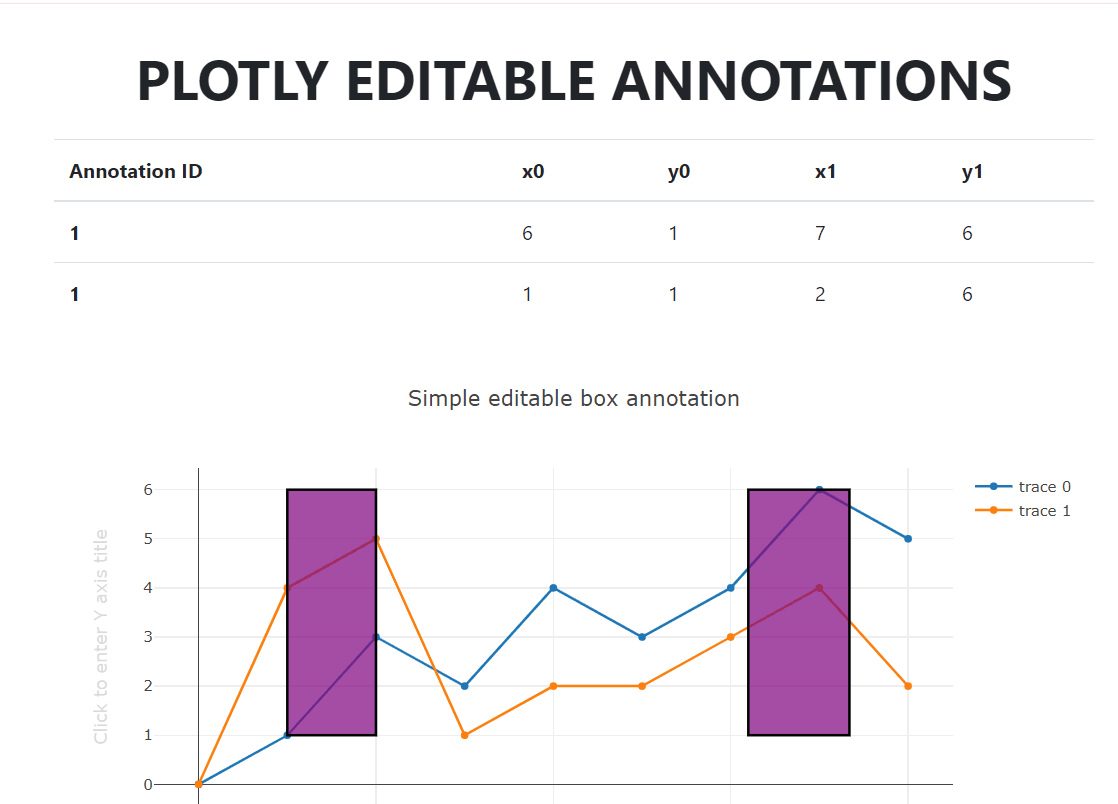 PLOTLY EDITABLE ANNOTATIONS
Annotation ID x0 y0 x1 y1
1 6 1 7 6
1 1 1 2 6
Simple editable box annotation
6
5
4
3
2
1
0
Click to enter Y axis title
trace 0
trace 1